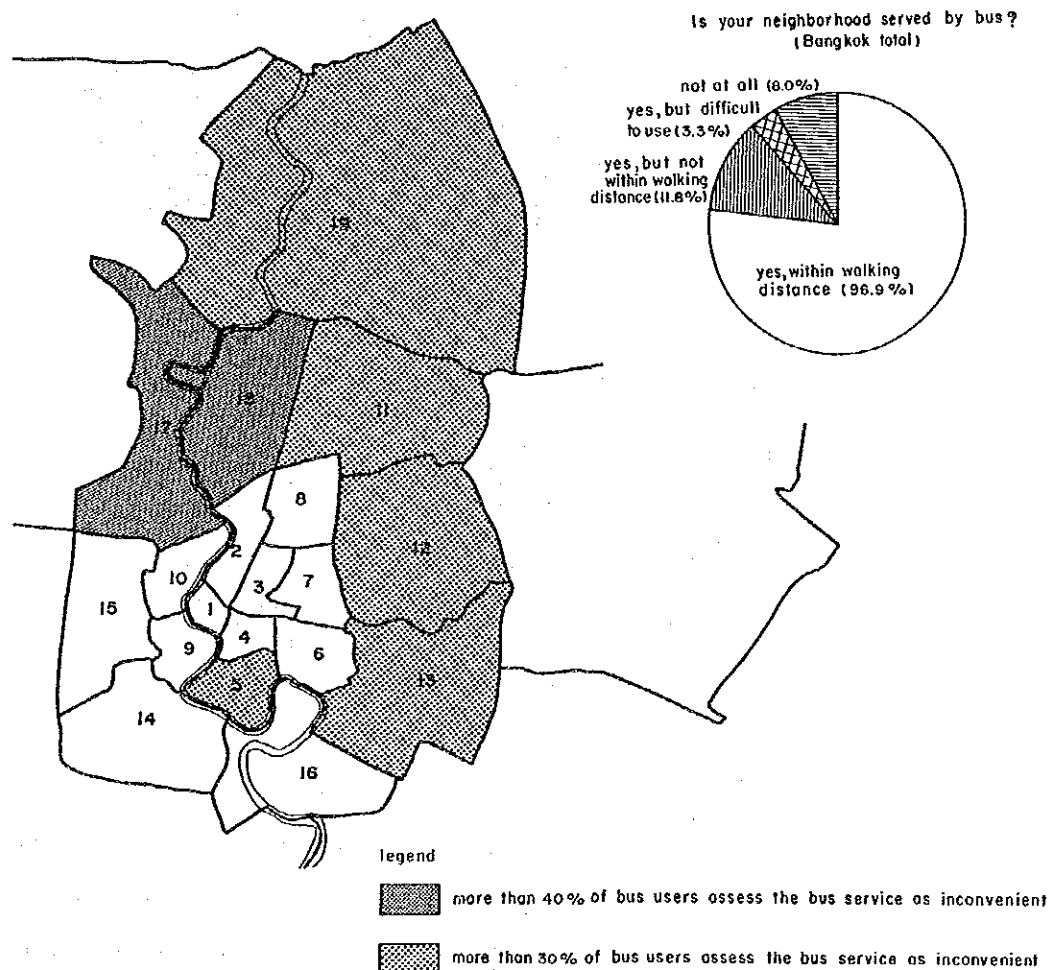 Is your neighborhood served by bus?
(Bangkok total)
not at all (8.0%)
yes, but difficult
to use (3.3%)
yes, but not
within walking
distance (11.8%)
yes, within walking
distance (96.9%)
19
18
11
17
8
12
2
10
3
7
15
1
9
4
6
5
13
14
16
legend
more than 40% of bus users assess the bus service as inconvenient
more than 30% of bus users assess the bus service as inconvenient